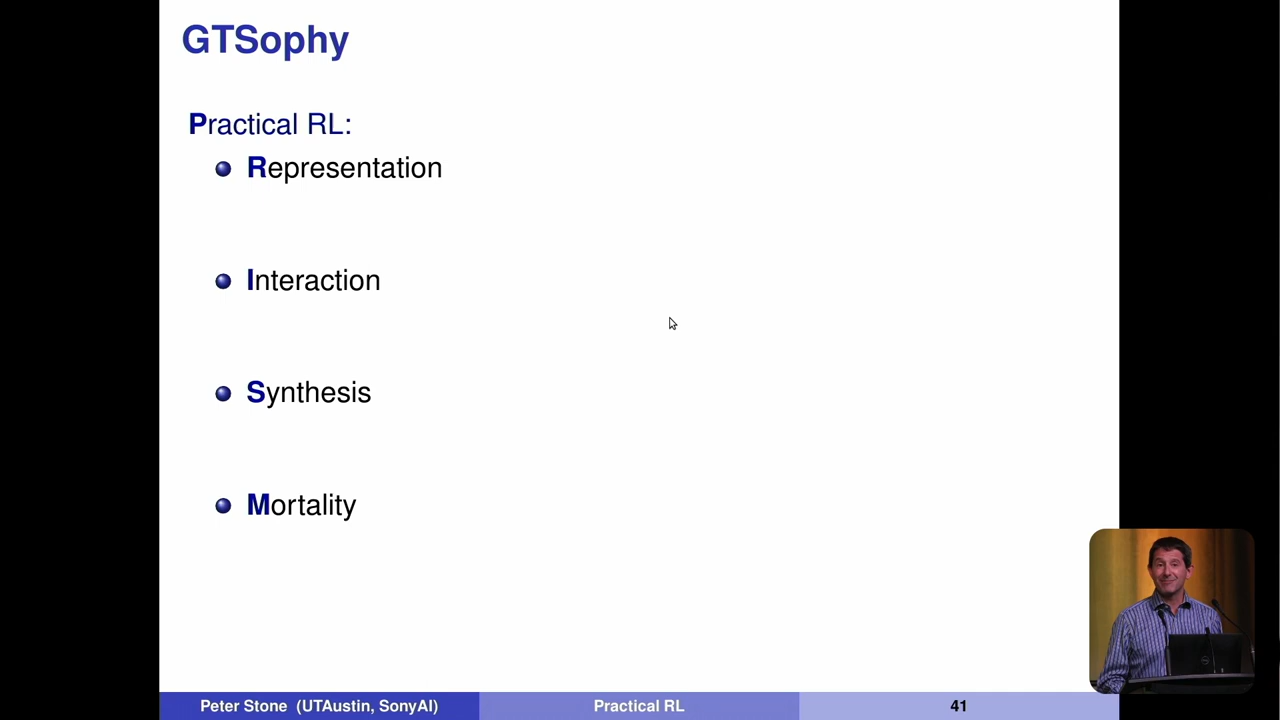 GTSophy
Practical RL:
Representation
Interaction
Synthesis
Mortality
Peter Stone (UTAustin, SonyAI)
Practical RL
41